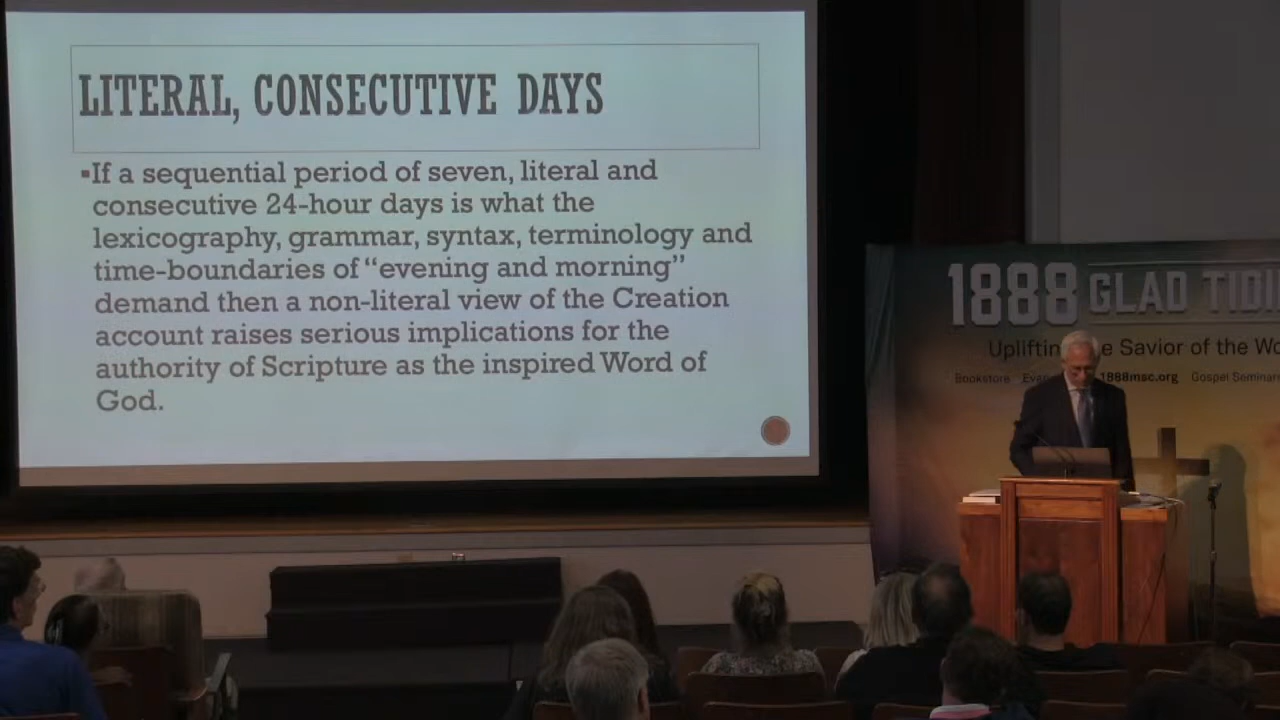 LITERAL, CONSECUTIVE DAYS
▪If a sequential period of seven, literal and
consecutive 24-hour days is what the
lexicography, grammar, syntax, terminology and
time-boundaries of “evening and morning”
demand then a non-literal view of the Creation
account raises serious implications for the
authority of Scripture as the inspired Word of
God.
1888 GLAD TIDI
Uplifting e Savior of the Wo
Bookstore Evan 1888msc.org Gospel Seminars